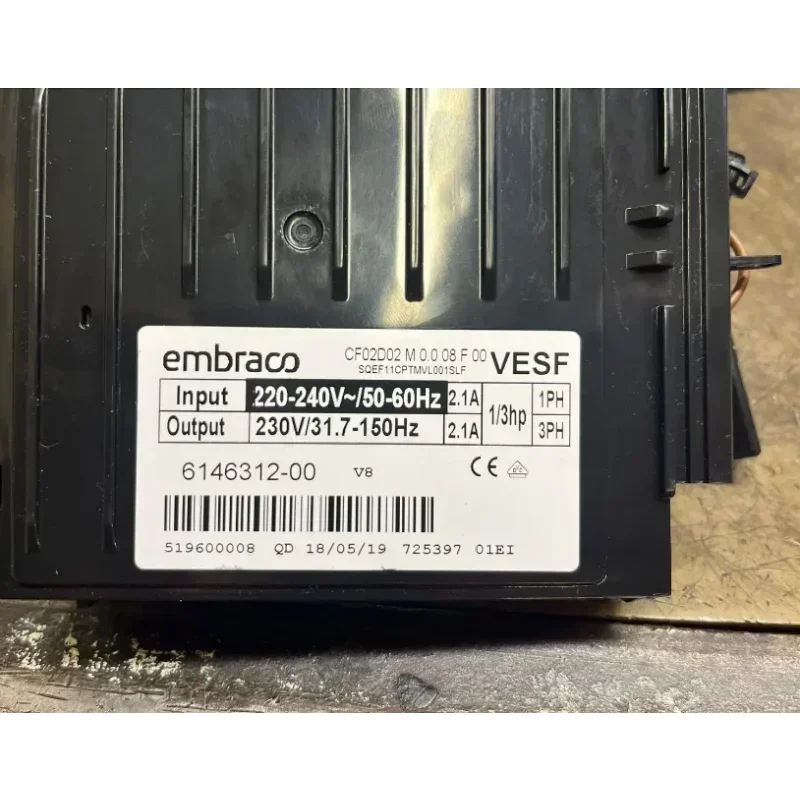 embraco CF02D02 M 0.0 08 F 00 VESF
SQEF11CPTMVL001SLF
Input 220-240V~/50-60Hz 2.1A 1/3hp 1PH
Output 230V/31.7-150Hz 2.1A 3PH
6146312-00 V8 CE
519600008 QD 18/05/19 725397 01EI